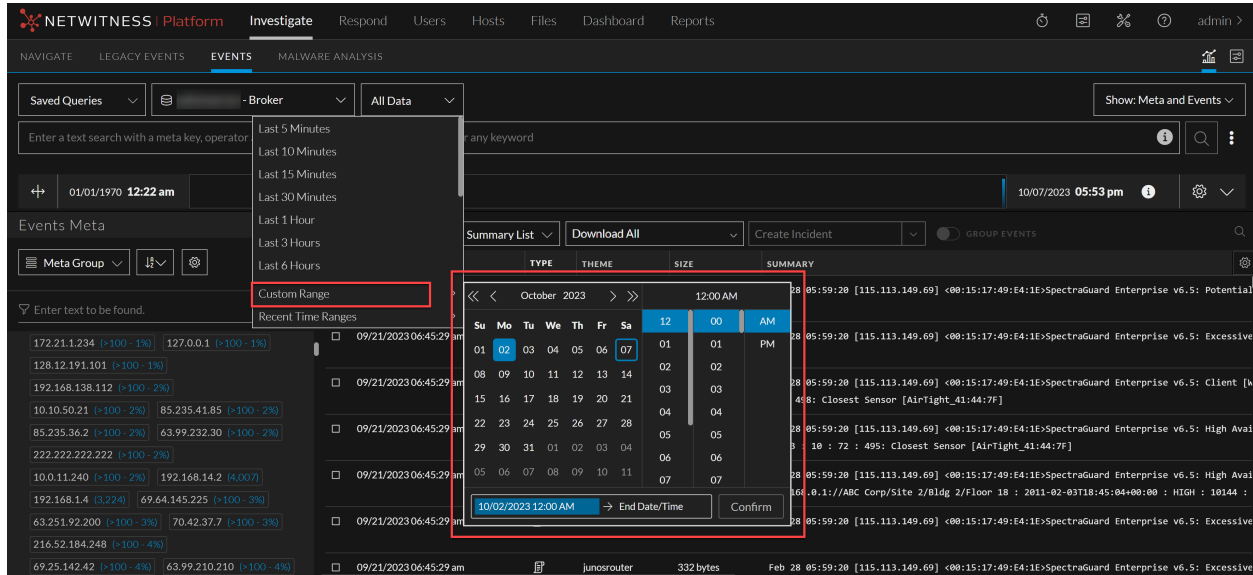 NETWITNESS | Platform Investigate Respond Users Hosts Files Dashboard Reports admin >
NAVIGATE LEGACY EVENTS EVENTS MALWARE ANALYSIS
Saved Queries - Broker All Data Show: Meta and Events
Enter a text search with a meta key, operator r any keyword
Last 5 Minutes
Last 10 Minutes
Last 15 Minutes
Last 30 Minutes
Last 1 Hour
Last 3 Hours
Last 6 Hours
Custom Range
Recent Time Ranges
01/01/1970 12:22 am 10/07/2023 05:53 pm
Events Meta
Summary List Download All Create Incident GROUP EVENTS
Meta Group
TYPE THEME SIZE SUMMARY
Enter text to be found.
172.21.1.234 (>100 - 1%) 127.0.0.1 (>100 - 1%)
128.12.191.101 (>100 - 1%)
192.168.138.112 (>100 - 2%)
10.10.50.21 (>100 - 2%) 85.235.41.85 (>100 - 2%)
85.235.36.2 (>100 - 2%) 63.99.232.30 (>100 - 2%)
222.222.222.222 (>100 - 2%)
10.0.11.240 (>100 - 2%) 192.168.14.2 (4,007)
192.168.1.4 (3,224) 69.64.145.225 (>100 - 3%)
63.251.92.200 (>100 - 3%) 70.42.37.7 (>100 - 3%)
216.52.184.248 (>100 - 4%)
69.25.142.42 (>100 - 4%) 63.99.210.210 (>100 - 4%)
October 2023 12:00 AM
Su Mo Tu We Th Fr Sa 12 00 AM
01 02 03 04 05 06 07 01 01 PM
08 09 10 11 12 13 14 02 02
15 16 17 18 19 20 21 03 03
22 23 24 25 26 27 28 04 04
29 30 31 01 02 03 04 05 05
05 06 07 08 09 10 11 06 06
07 07
10/02/2023 12:00 AM → End Date/Time Confirm
28 05:59:20 [115.113.149.69] <00:15:17:49:E4:1E>SpectraGuard Enterprise v6.5: Potential
09/21/2023 06:45:29 am 28 05:59:20 [115.113.149.69] <00:15:17:49:E4:1E>SpectraGuard Enterprise v6.5: Excessive
09/21/2023 06:45:29 am 28 05:59:20 [115.113.149.69] <00:15:17:49:E4:1E>SpectraGuard Enterprise v6.5: Client [W
498: Closest Sensor [AirTight_41:44:7F]
09/21/2023 06:45:29 am 28 05:59:20 [115.113.149.69] <00:15:17:49:E4:1E>SpectraGuard Enterprise v6.5: High Avai
3 : 10 : 72 : 495: Closest Sensor [AirTight_41:44:7F]
09/21/2023 06:45:29 am 28 05:59:20 [115.113.149.69] <00:15:17:49:E4:1E>SpectraGuard Enterprise v6.5: High Avai
168.0.1://ABC Corp/Site 2/Bldg 2/Floor 18 : 2011-02-03T18:45:04+00:00 : HIGH : 10144 :
09/21/2023 06:45:29 am 28 05:59:20 [115.113.149.69] <00:15:17:49:E4:1E>SpectraGuard Enterprise v6.5: Excessive
09/21/2023 06:45:29 am junosrouter 332 bytes Feb 28 05:59:20 [115.113.149.69] <00:15:17:49:E4:1E>SpectraGuard Enterprise v6.5: Excessive